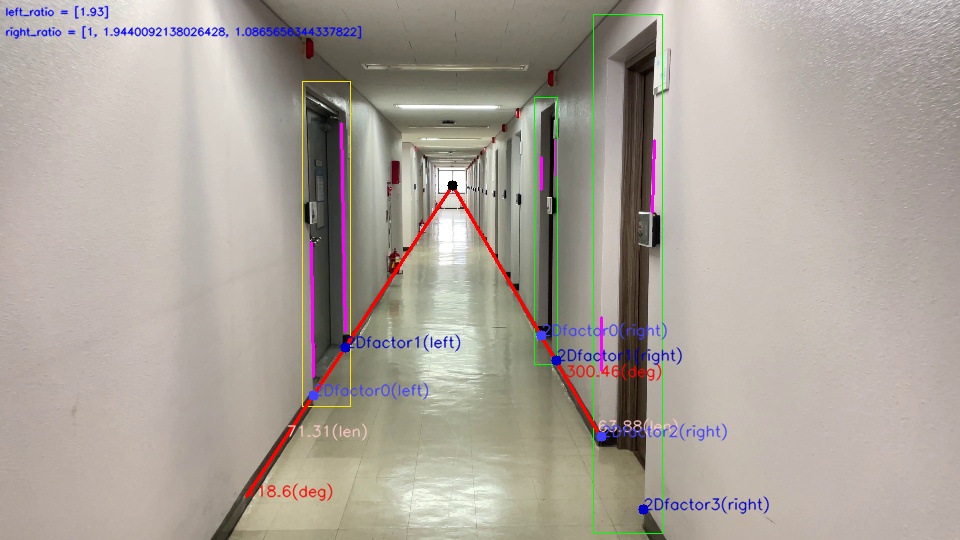 left_ratio = [1.93]
right_ratio = [1, 1.9440092138026428, 1.0865656344337822]
2Dfactor0(right)
2Dfactor1(left)
2Dfactor1(right)
300.46(deg)
2Dfactor0(left)
71.31(len)
63.88(len)
2Dfactor2(right)
18.6(deg)
2Dfactor3(right)